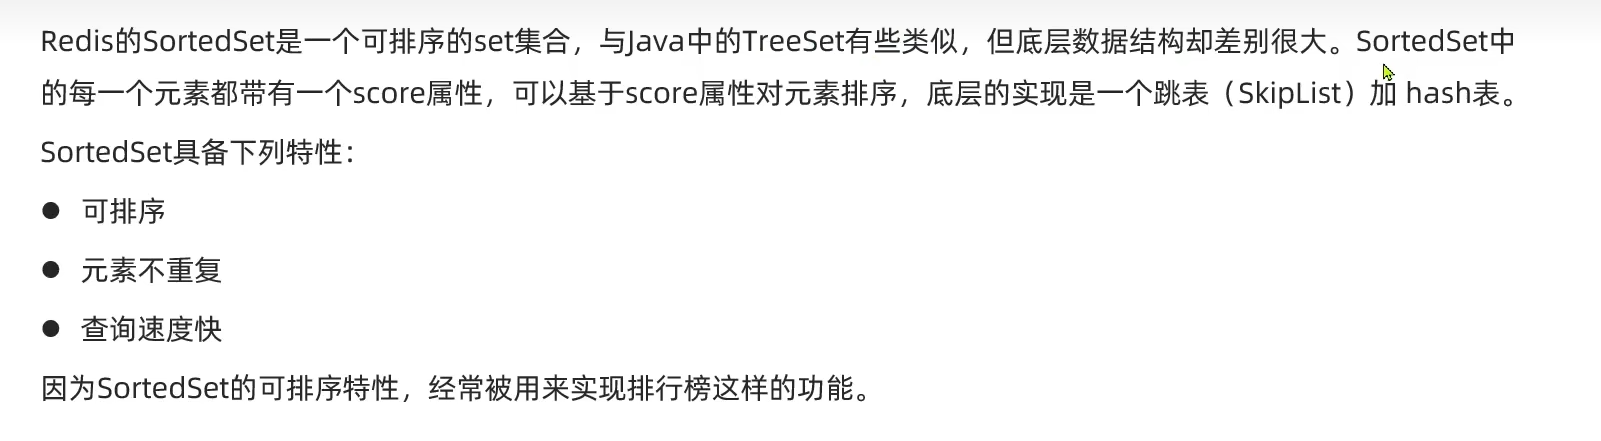 Redis的SortedSet是一个可排序的set集合，与Java中的TreeSet有些类似，但底层数据结构却差别很大。SortedSet中
的每一个元素都带有一个score属性，可以基于score属性对元素排序，底层的实现是一个跳表（SkipList）加 hash表。
SortedSet具备下列特性：
● 可排序
● 元素不重复
● 查询速度快
因为SortedSet的可排序特性，经常被用来实现排行榜这样的功能。